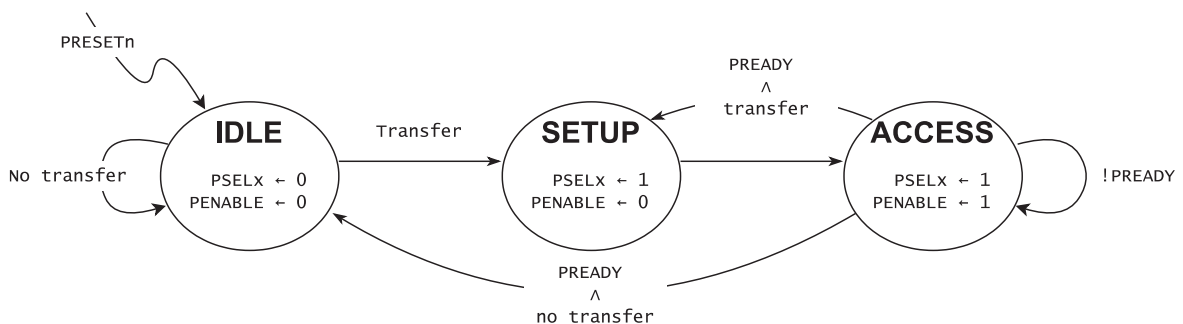 PRESETn
PREADY
∧
transfer
IDLE
Transfer
SETUP
ACCESS
No transfer
PSELx ← 0
PENABLE ← 0
PSELx ← 1
PENABLE ← 0
PSELx ← 1
PENABLE ← 1
!PREADY
PREADY
∧
no transfer